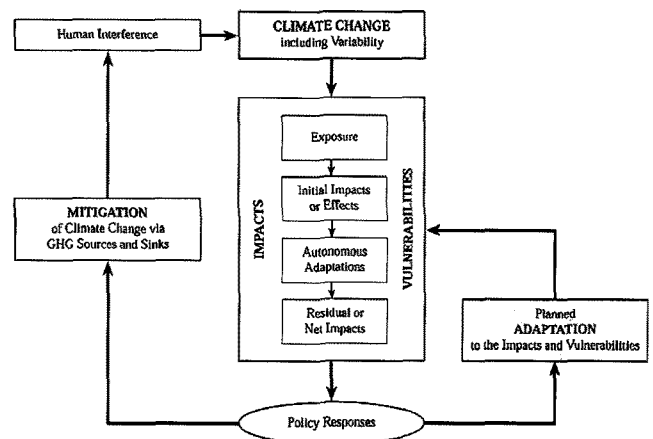 Human Interference
CLIMATE CHANGE
including Variability
IMPACTS
Exposure
Initial Impacts
or Effects
Autonomous
Adaptations
Residual or
Net Impacts
VULNERABILITIES
MITIGATION
of Climate Change via
GHG Sources and Sinks
Planned
ADAPTATION
to the Impacts and Vulnerabilities
Policy Responses